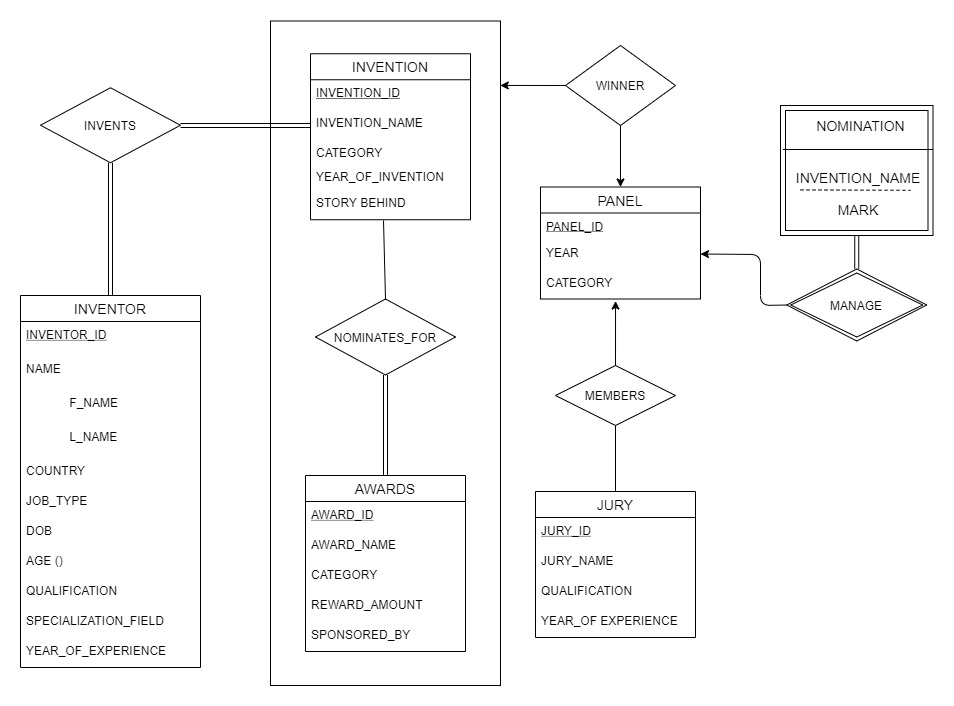 INVENTS
INVENTION
INVENTION_ID
INVENTION_NAME
CATEGORY
YEAR_OF_INVENTION
STORY BEHIND
WINNER
NOMINATION
INVENTION_NAME
MARK
PANEL
PANEL_ID
YEAR
CATEGORY
MANAGE
INVENTOR
INVENTOR_ID
NAME
F_NAME
L_NAME
COUNTRY
JOB_TYPE
DOB
AGE ()
QUALIFICATION
SPECIALIZATION_FIELD
YEAR_OF_EXPERIENCE
NOMINATES_FOR
MEMBERS
AWARDS
AWARD_ID
AWARD_NAME
CATEGORY
REWARD_AMOUNT
SPONSORED_BY
JURY
JURY_ID
JURY_NAME
QUALIFICATION
YEAR_OF EXPERIENCE